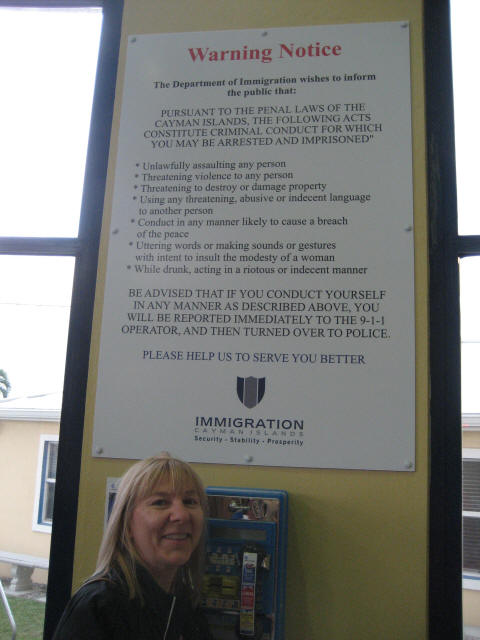 Warning Notice
The Department of Immigration wishes to inform
the public that:
PURSUANT TO THE PENAL LAWS OF THE
CAYMAN ISLANDS, THE FOLLOWING ACTS
CONSTITUTE CRIMINAL CONDUCT FOR WHICH
YOU MAY BE ARRESTED AND IMPRISONED"
* Unlawfully assaulting any person
* Threatening violence to any person
* Threatening to destroy or damage property
* Using any threatening, abusive or indecent language
to another person
* Conduct in any manner likely to cause a breach
of the peace
* Uttering words or making sounds or gestures
with intent to insult the modesty of a woman
* While drunk, acting in a riotous or indecent manner
BE ADVISED THAT IF YOU CONDUCT YOURSELF
IN ANY MANNER AS DESCRIBED ABOVE, YOU
WILL BE REPORTED IMMEDIATELY TO THE 9-1-1
OPERATOR, AND THEN TURNED OVER TO POLICE.
PLEASE HELP US TO SERVE YOU BETTER
IMMIGRATION
CAYMAN ISLANDS
Security - Stability - Prosperity